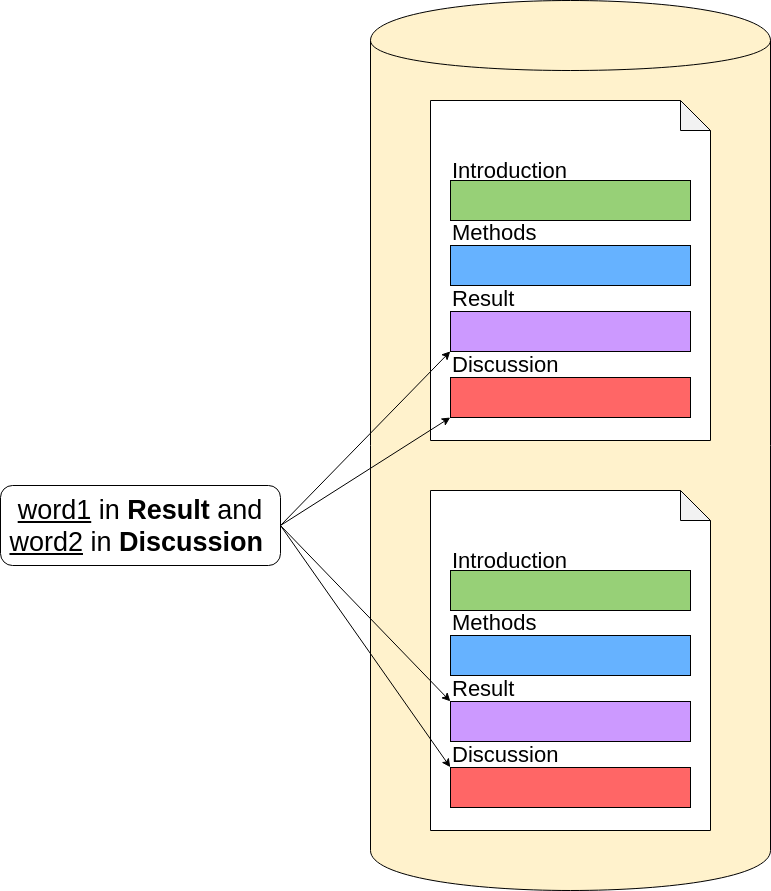 Introduction
Methods
Result
Discussion
word1 in Result and
word2 in Discussion
Introduction
Methods
Result
Discussion